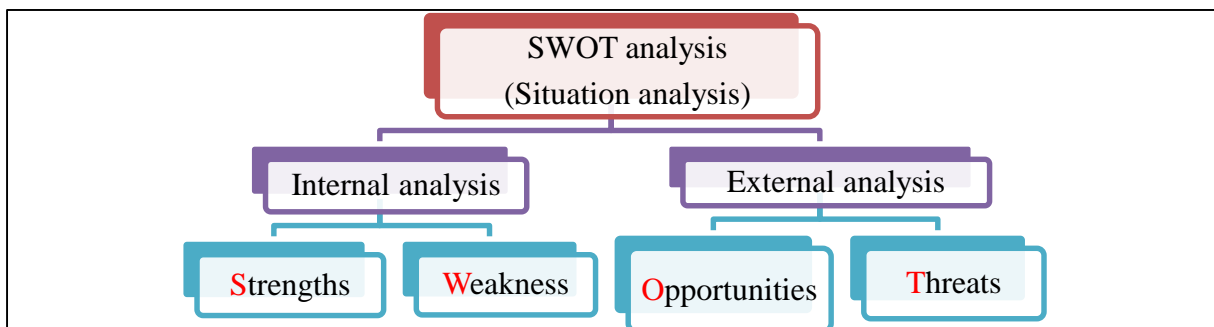 SWOT analysis
(Situation analysis)
Internal analysis
External analysis
Strengths
Weakness
Opportunities
Threats